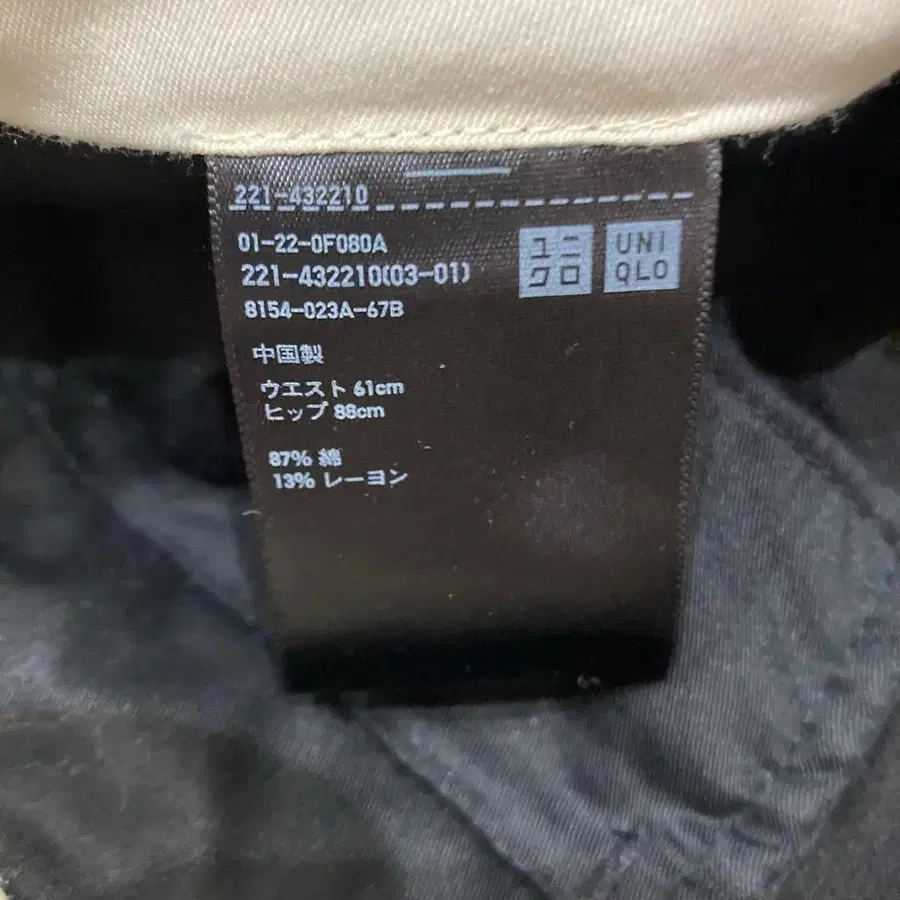 221-432210
01-22-0F080A
221-432210(03-01)
8154-023A-67B
ユニ
クロ
UNI
QLO
中国製
ウエスト 61cm
ヒップ 88cm
87% 綿
13% レーヨン